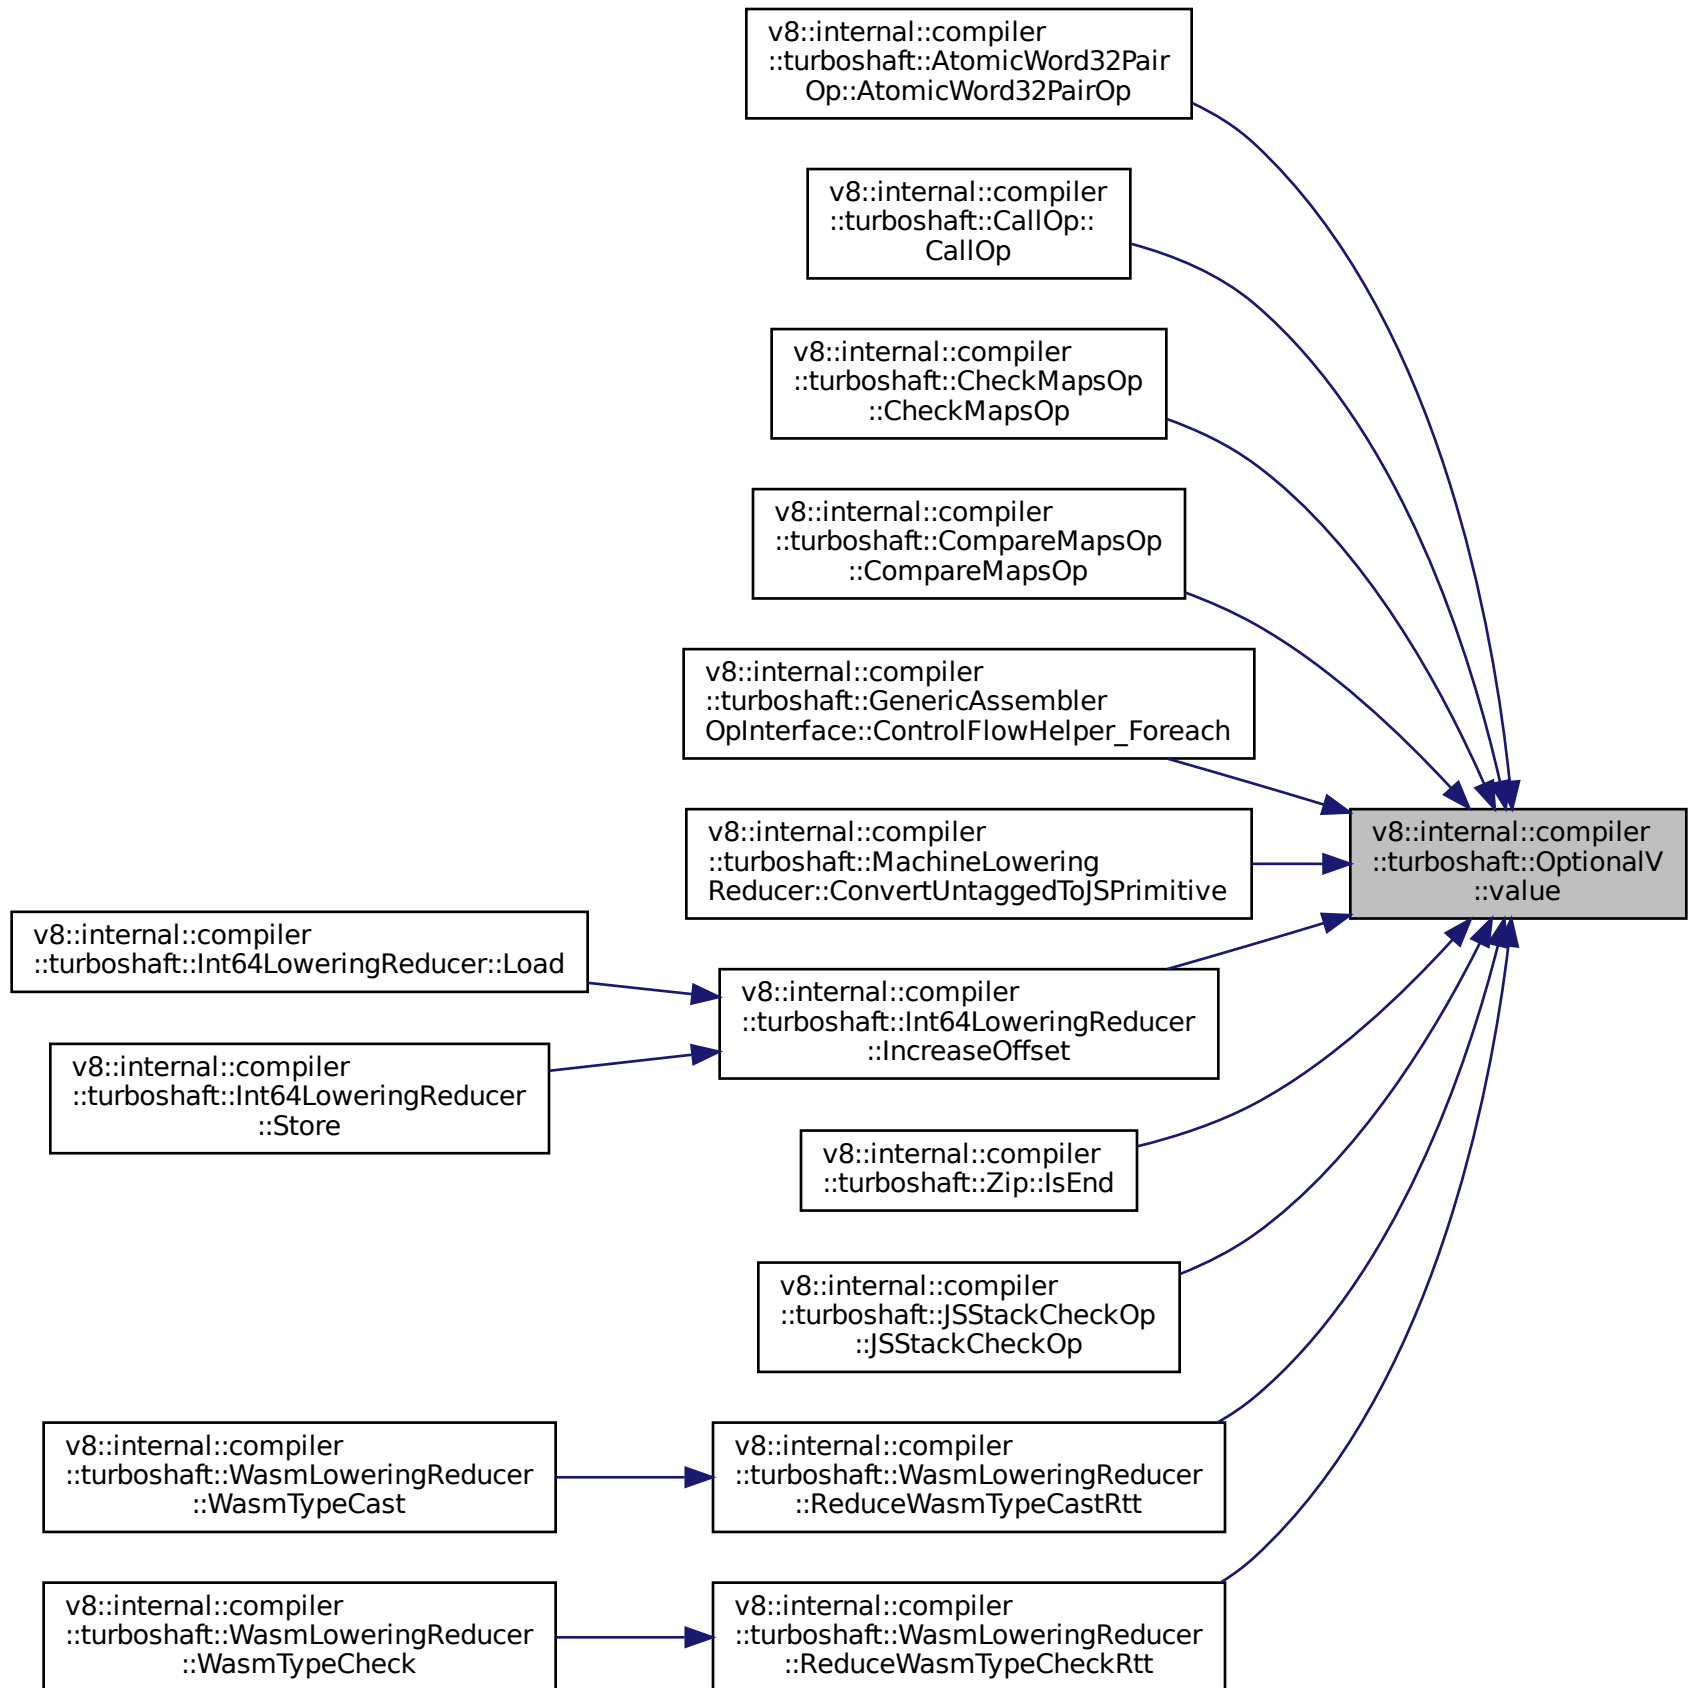 v8::internal::compiler
::turboshaft::AtomicWord32Pair
Op::AtomicWord32PairOp
v8::internal::compiler
::turboshaft::CallOp::
CallOp
v8::internal::compiler
::turboshaft::CheckMapsOp
::CheckMapsOp
v8::internal::compiler
::turboshaft::CompareMapsOp
::CompareMapsOp
v8::internal::compiler
::turboshaft::GenericAssembler
OpInterface::ControlFlowHelper_Foreach
v8::internal::compiler
::turboshaft::MachineLowering
Reducer::ConvertUntaggedToJSPrimitive
v8::internal::compiler
::turboshaft::OptionalV
::value
v8::internal::compiler
::turboshaft::Int64LoweringReducer::Load
v8::internal::compiler
::turboshaft::Int64LoweringReducer
::IncreaseOffset
v8::internal::compiler
::turboshaft::Int64LoweringReducer
::Store
v8::internal::compiler
::turboshaft::Zip::IsEnd
v8::internal::compiler
::turboshaft::JSStackCheckOp
::JSStackCheckOp
v8::internal::compiler
::turboshaft::WasmLoweringReducer
::WasmTypeCast
v8::internal::compiler
::turboshaft::WasmLoweringReducer
::ReduceWasmTypeCastRtt
v8::internal::compiler
::turboshaft::WasmLoweringReducer
::WasmTypeCheck
v8::internal::compiler
::turboshaft::WasmLoweringReducer
::ReduceWasmTypeCheckRtt